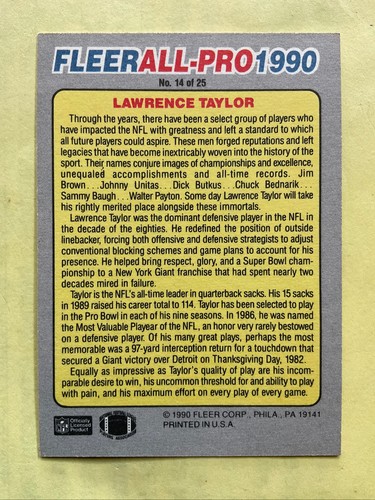 FLEER ALL-PRO 1990
No. 14 of 25
LAWRENCE TAYLOR
Through the years, there have been a select group of players who
have impacted the NFL with greatness and left a standard to which
all future players could aspire. These men forged reputations and left
legacies that have become inextricably woven into the history of the
sport. Their names conjure images of championships and excellence,
unequaled accomplishments and all-time records. Jim
Brown...Johnny Unitas...Dick Butkus...Chuck Bednarik...
Sammy Baugh...Walter Payton. Some day Lawrence Taylor will take
his rightly merited place alongside these immortals.
Lawrence Taylor was the dominant defensive player in the NFL in
the decade of the eighties. He redefined the position of outside
linebacker, forcing both offensive and defensive strategists to adjust
conventional blocking schemes and game plans to account for his
presence. He helped bring respect, glory, and a Super Bowl cham-
pionship to a New York Giant franchise that had spent nearly two
decades mired in failure.
Taylor is the NFL's all-time leader in quarterback sacks. His 15 sacks
in 1989 raised his career total to 114. Taylor has been selected to play
in the Pro Bowl in each of his nine seasons. In 1986, he was named
the Most Valuable Playear of the NFL, an honor very rarely bestowed
on a defensive player. Of his many great plays, perhaps the most
memorable was a 97-yard interception return for a touchdown that
secured a Giant victory over Detroit on Thanksgiving Day, 1982.
Equally as impressive as Taylor's quality of play are his incom-
parable desire to win, his uncommon threshold for and ability to play
with pain, and his maximum effort on every play of every game.
NFL
Officially
Licensed
Product
© 1990 FLEER CORP., PHILA., PA 19141
PRINTED IN U.S.A.